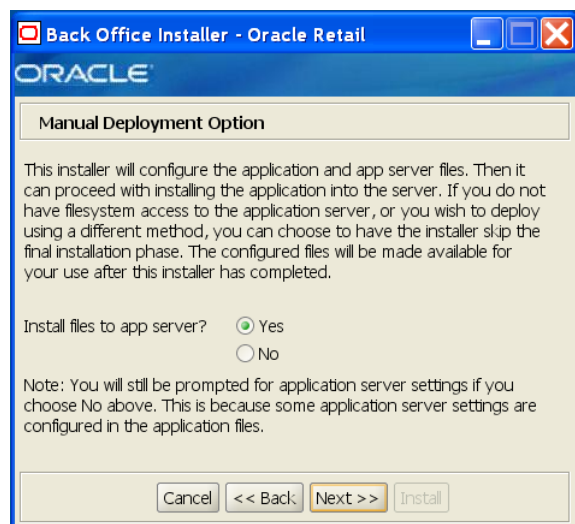 Back Office Installer - Oracle Retail
ORACLE
Manual Deployment Option
This installer will configure the application and app server files. Then it
can proceed with installing the application into the server. If you do not
have filesystem access to the application server, or you wish to deploy
using a different method, you can choose to have the installer skip the
final installation phase. The configured files will be made available for
your use after this installer has completed.
Install files to app server? Yes
No
Note: You will still be prompted for application server settings if you
choose No above. This is because some application server settings are
configured in the application files.
Cancel << Back Next >> Install